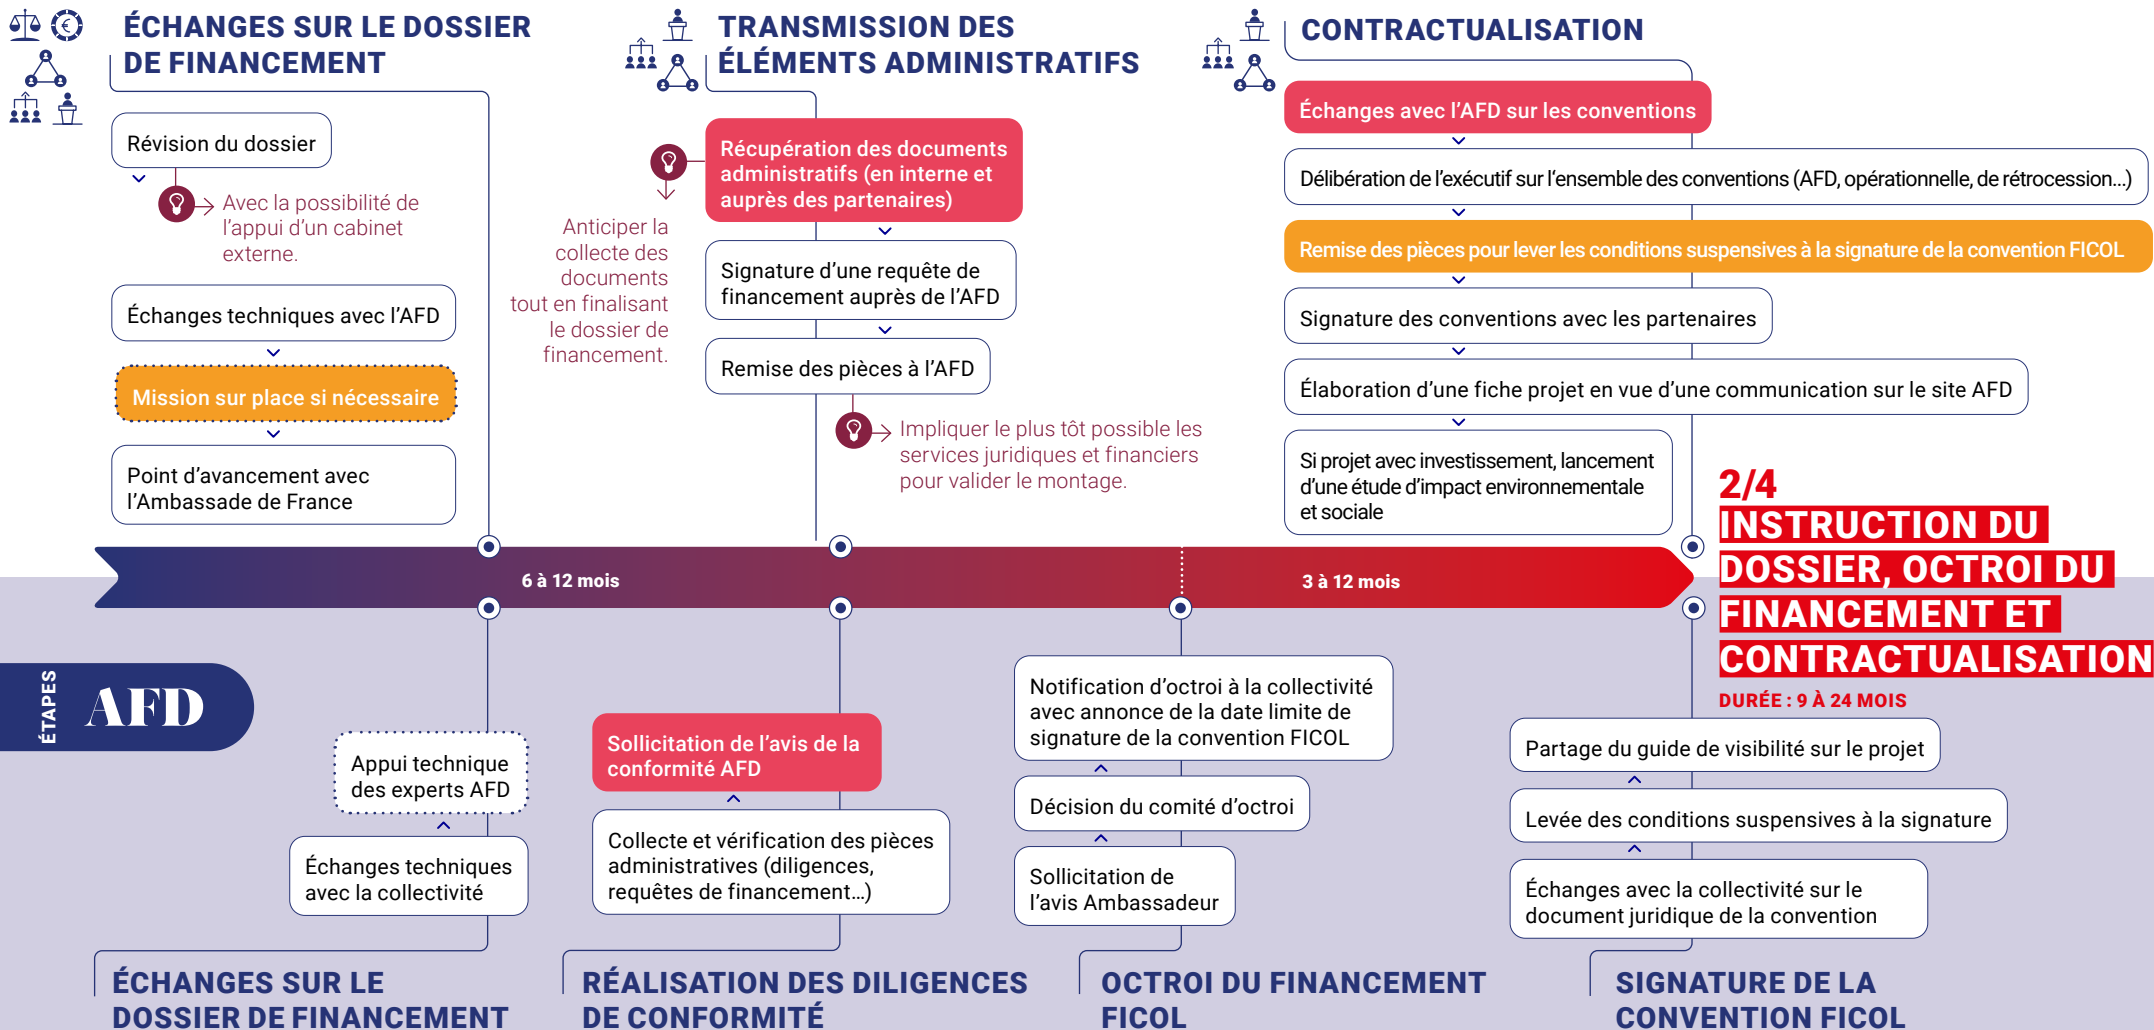 ÉCHANGES SUR LE DOSSIER
DE FINANCEMENT
Révision du dossier
Avec la possibilité de
l'appui d'un cabinet
externe.
Échanges techniques avec l'AFD
Mission sur place si nécessaire
Point d'avancement avec
l'Ambassade de France
TRANSMISSION DES
ÉLÉMENTS ADMINISTRATIFS
Récupération des documents
administratifs (en interne et
auprès des partenaires)
Anticiper la
collecte des
documents
tout en finalisant
le dossier de
financement.
Signature d'une requête de
financement auprès de l'AFD
Remise des pièces à l'AFD
Impliquer le plus tôt possible les
services juridiques et financiers
pour valider le montage.
CONTRACTUALISATION
Échanges avec l'AFD sur les conventions
Délibération de l'exécutif sur l'ensemble des conventions (AFD, opérationnelle, de rétrocession...)
Remise des pièces pour lever les conditions suspensives à la signature de la convention FICOL
Signature des conventions avec les partenaires
Élaboration d'une fiche projet en vue d'une communication sur le site AFD
Si projet avec investissement, lancement
d'une étude d'impact environnementale
et sociale
6 à 12 mois
3 à 12 mois
2/4
INSTRUCTION DU
DOSSIER, OCTROI DU
FINANCEMENT ET
CONTRACTUALISATION
DURÉE : 9 À 24 MOIS
ÉTAPES
AFD
Appui technique
des experts AFD
Échanges techniques
avec la collectivité
ÉCHANGES SUR LE
DOSSIER DE FINANCEMENT
Sollicitation de l'avis de la
conformité AFD
Collecte et vérification des pièces
administratives (diligences,
requêtes de financement...)
RÉALISATION DES DILIGENCES
DE CONFORMITÉ
Notification d'octroi à la collectivité
avec annonce de la date limite de
signature de la convention FICOL
Décision du comité d'octroi
Sollicitation de
l'avis Ambassadeur
OCTROI DU FINANCEMENT
FICOL
Partage du guide de visibilité sur le projet
Levée des conditions suspensives à la signature
Échanges avec la collectivité sur le
document juridique de la convention
SIGNATURE DE LA
CONVENTION FICOL